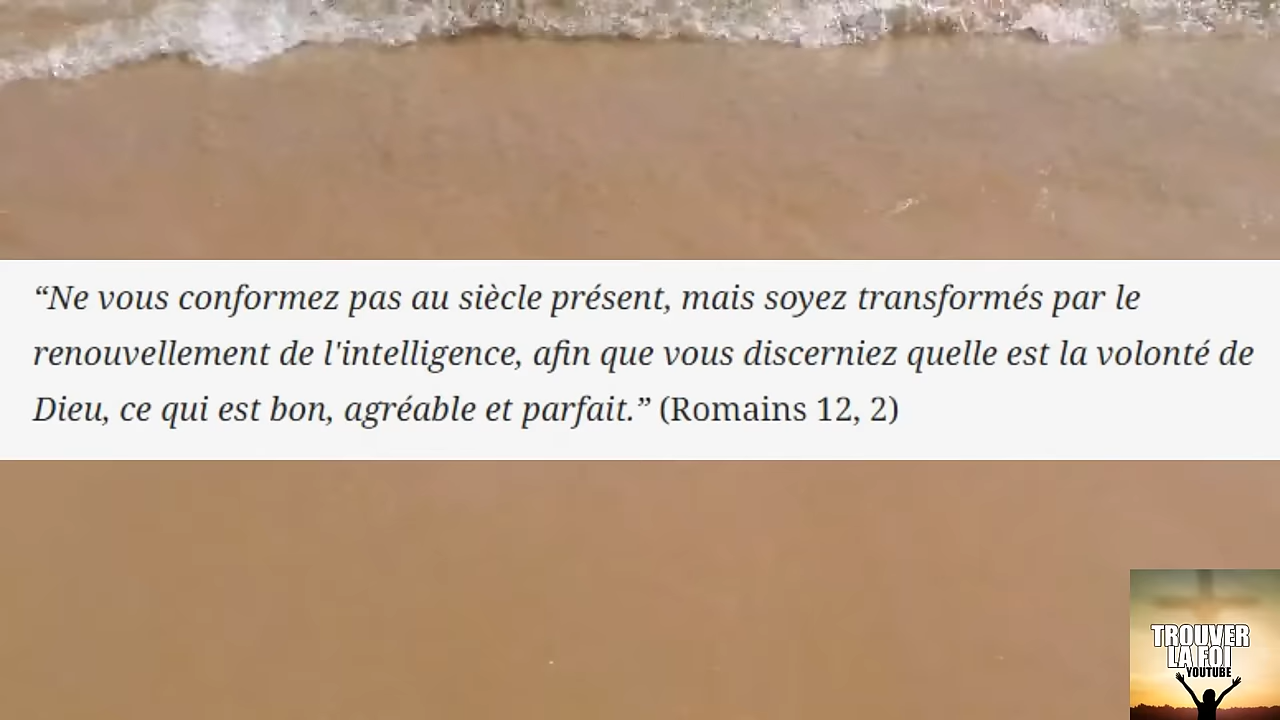 “Ne vous conformez pas au siècle présent, mais soyez transformés par le
renouvellement de l'intelligence, afin que vous discerniez quelle est la volonté de
Dieu, ce qui est bon, agréable et parfait.” (Romains 12, 2)
TROUVER
LA FOI
YOUTUBE